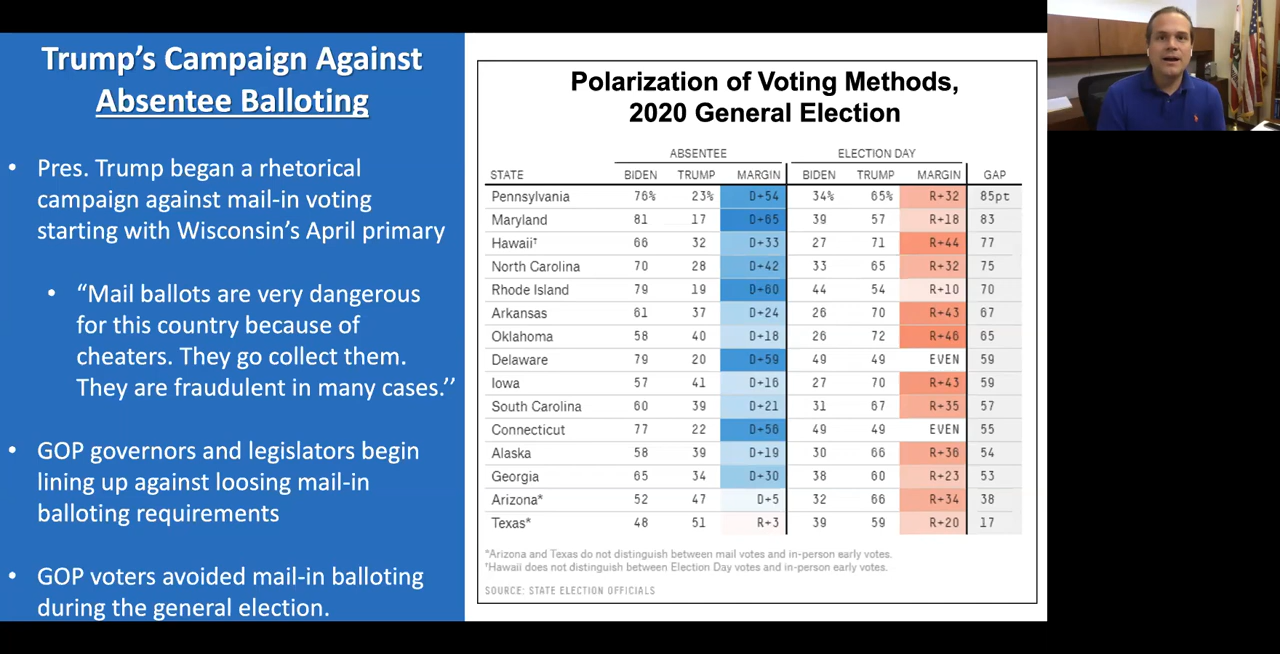 Trump's Campaign Against
Absentee Balloting
• Pres. Trump began a rhetorical
campaign against mail-in voting
starting with Wisconsin's April primary
• “Mail ballots are very dangerous
for this country because of
cheaters. They go collect them.
They are fraudulent in many cases.’’
• GOP governors and legislators begin
lining up against loosing mail-in
balloting requirements
• GOP voters avoided mail-in balloting
during the general election.
Polarization of Voting Methods,
2020 General Election
ABSENTEE ELECTION DAY
STATE BIDEN TRUMP MARGIN BIDEN TRUMP MARGIN GAP
Pennsylvania 76% 23% D+54 34% 65% R+32 85pt
Maryland 81 17 D+65 39 57 R+18 83
Hawaii† 66 32 D+33 27 71 R+44 77
North Carolina 70 28 D+42 33 65 R+32 75
Rhode Island 79 19 D+60 44 54 R+10 70
Arkansas 61 37 D+24 26 70 R+43 67
Oklahoma 58 40 D+18 26 72 R+46 65
Delaware 79 20 D+59 49 49 EVEN 59
Iowa 57 41 D+16 27 70 R+43 59
South Carolina 60 39 D+21 31 67 R+35 57
Connecticut 77 22 D+56 49 49 EVEN 55
Alaska 58 39 D+19 30 66 R+36 54
Georgia 65 34 D+30 38 60 R+23 53
Arizona* 52 47 D+5 32 66 R+34 38
Texas* 48 51 R+3 39 59 R+20 17
*Arizona and Texas do not distinguish between mail votes and in-person early votes.
†Hawaii does not distinguish between Election Day votes and in-person early votes.
SOURCE: STATE ELECTION OFFICIALS